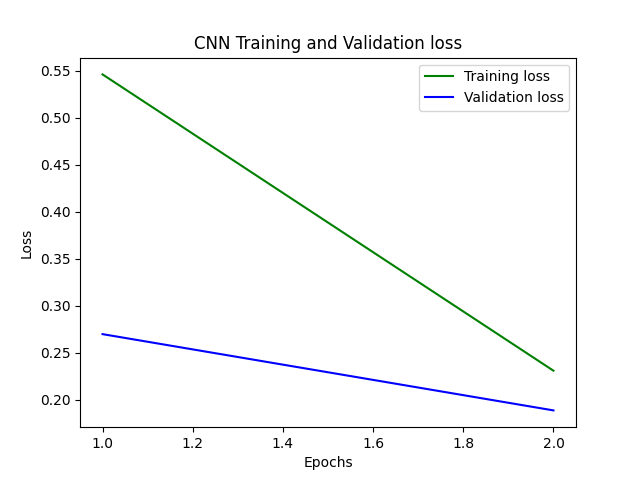 CNN Training and Validation loss
Training loss
Validation loss
0.55
0.50
0.45
0.40
0.35
0.30
0.25
0.20
Loss
1.0 1.2 1.4 1.6 1.8 2.0
Epochs